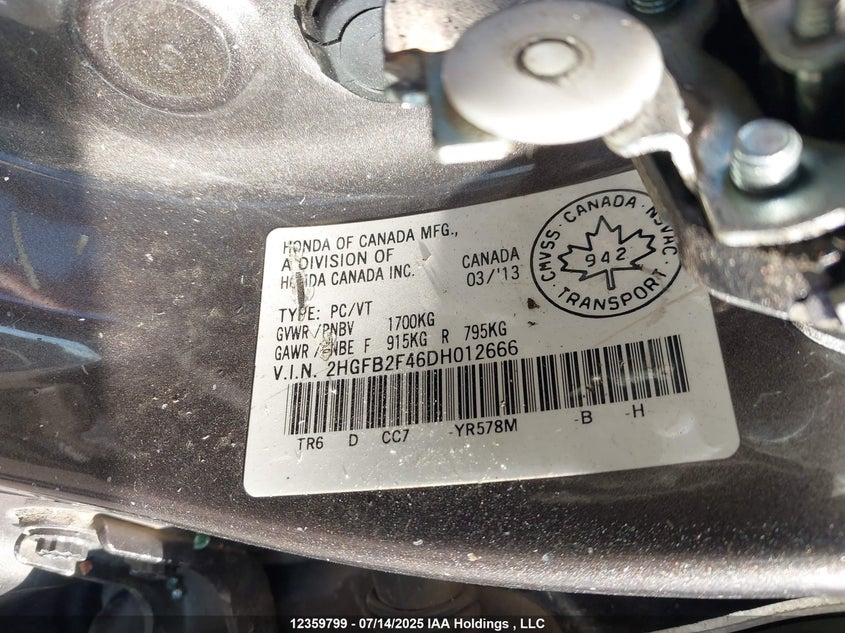 HONDA OF CANADA MFG.,
A DIVISION OF
HONDA CANADA INC.
CANADA
03/'13
CMVSS · CANADA · NSVAC
942
TRANSPORT
TYPE: PC/VT
GVWR/PNBV 1700KG
GAWR/PNBE F 915KG R 795KG
V.I.N. 2HGFB2F46DH012666
TR6 D CC7 -YR578M -B -H
12359799 - 07/14/2025 IAA Holdings , LLC